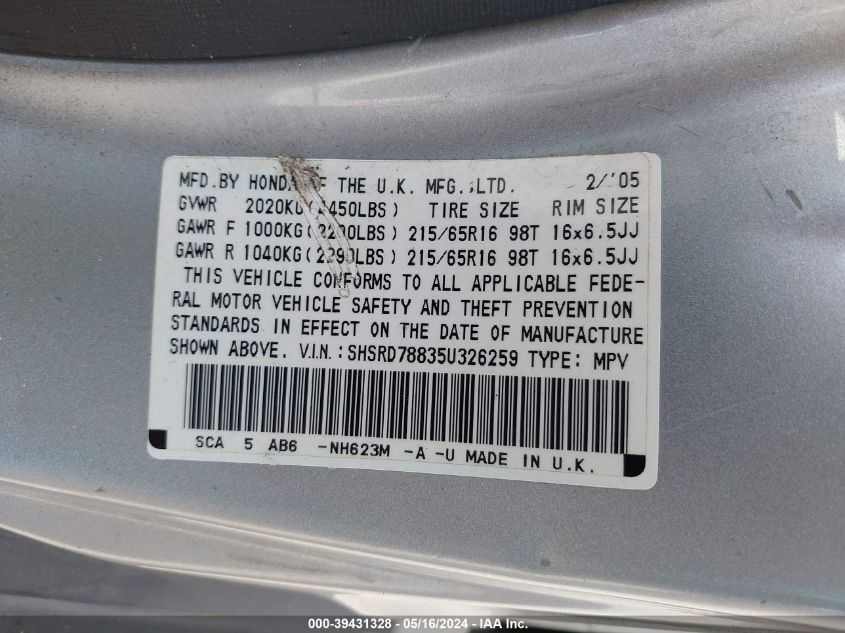 MFD. BY HONDA OF THE U.K. MFG., LTD. 2/'05
GVWR 2020KG(4450LBS) TIRE SIZE RIM SIZE
GAWR F 1000KG(2200LBS) 215/65R16 98T 16x6.5JJ
GAWR R 1040KG(2290LBS) 215/65R16 98T 16x6.5JJ
THIS VEHICLE CONFORMS TO ALL APPLICABLE FEDE-
RAL MOTOR VEHICLE SAFETY AND THEFT PREVENTION
STANDARDS IN EFFECT ON THE DATE OF MANUFACTURE
SHOWN ABOVE. V.I.N.:SHSRD78835U326259 TYPE: MPV
SCA 5 AB6 -NH623M -A -U MADE IN U.K.
000-39431328 - 05/16/2024 - IAA Inc.